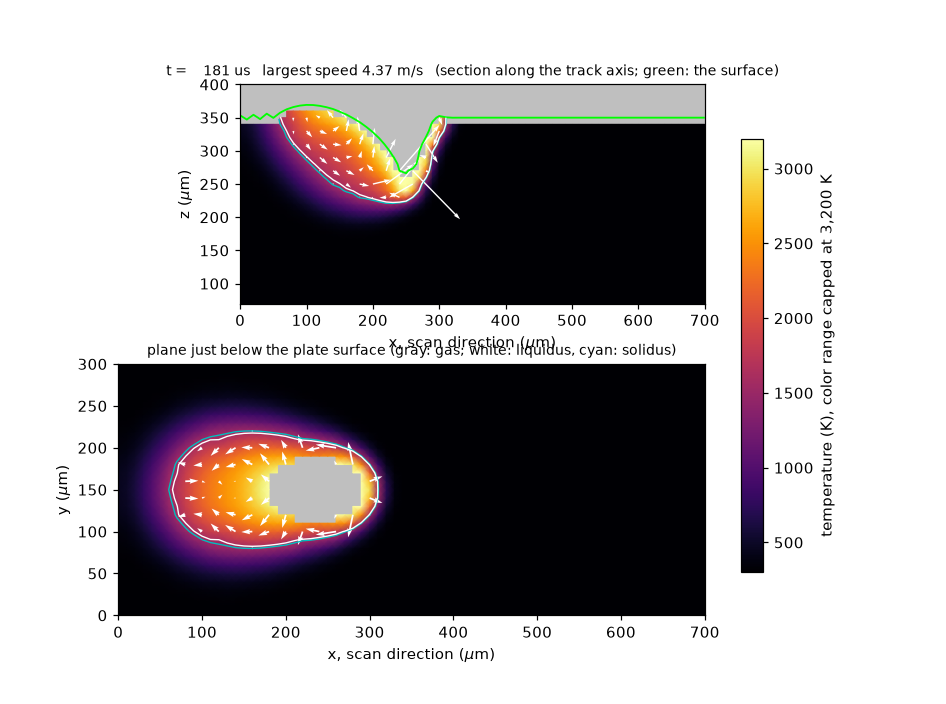 t =    181 us   largest speed 4.37 m/s   (section along the track axis; green: the surface)
400
350
300
250
200
150
100
z (μm)
0 100 200 300 400 500 600 700
x, scan direction (μm)
plane just below the plate surface (gray: gas; white: liquidus, cyan: solidus)
300
250
200
150
100
50
0
y (μm)
0 100 200 300 400 500 600 700
x, scan direction (μm)
3000
2500
2000
1500
1000
500
temperature (K), color range capped at 3,200 K